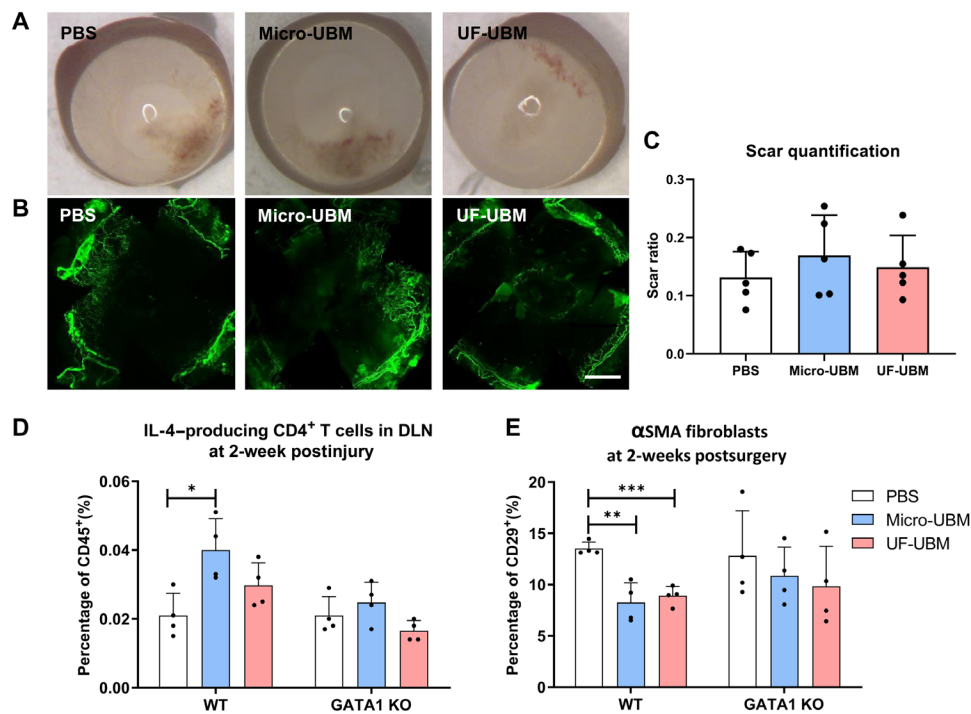 A
PBS
Micro-UBM
UF-UBM
B
PBS
Micro-UBM
UF-UBM
C
Scar quantification
Scar ratio
0.3
0.2
0.1
0.0
PBS
Micro-UBM
UF-UBM
D
IL-4–producing CD4⁺ T cells in DLN
at 2-week postinjury
Percentage of CD45⁺(%)
0.06
0.04
0.02
0.00
*
WT
GATA1 KO
E
αSMA fibroblasts
at 2-weeks postsurgery
Percentage of CD29⁺(%)
20
15
10
5
0
***
**
WT
GATA1 KO
PBS
Micro-UBM
UF-UBM